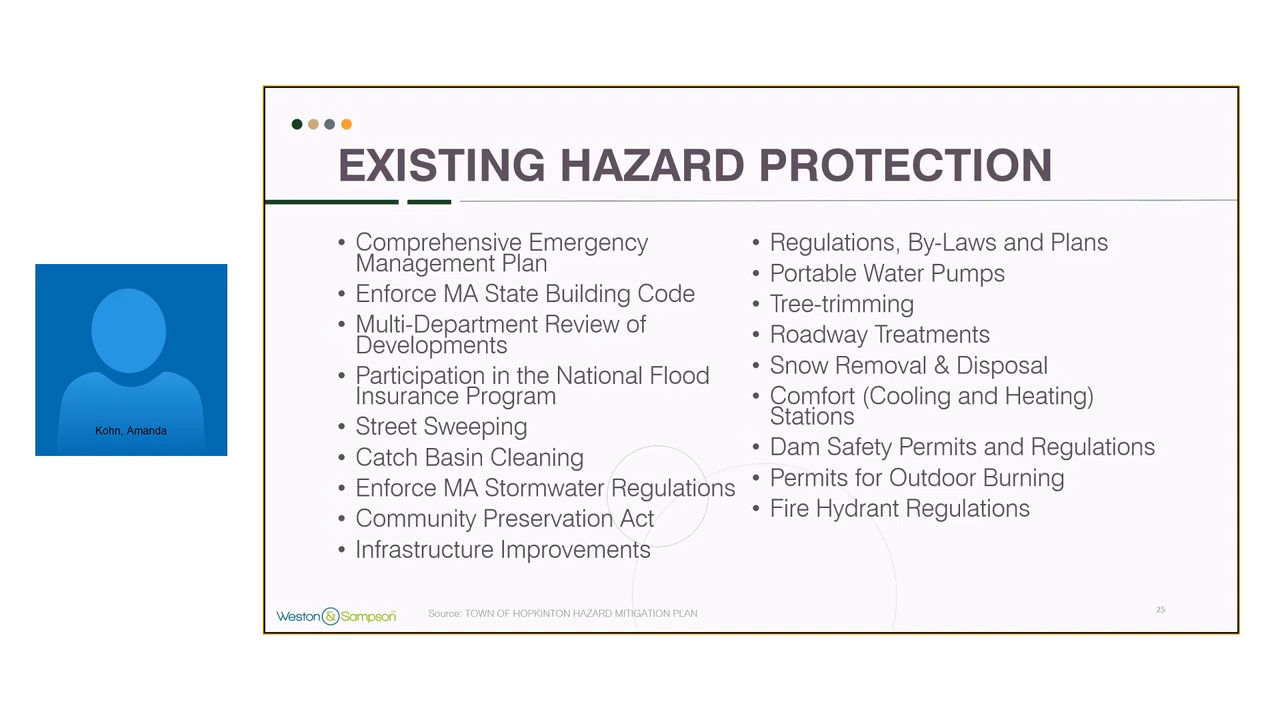 EXISTING HAZARD PROTECTION
• Comprehensive Emergency
Management Plan
• Enforce MA State Building Code
• Multi-Department Review of
Developments
• Participation in the National Flood
Insurance Program
• Street Sweeping
• Catch Basin Cleaning
• Enforce MA Stormwater Regulations
• Community Preservation Act
• Infrastructure Improvements
• Regulations, By-Laws and Plans
• Portable Water Pumps
• Tree-trimming
• Roadway Treatments
• Snow Removal & Disposal
• Comfort (Cooling and Heating)
Stations
• Dam Safety Permits and Regulations
• Permits for Outdoor Burning
• Fire Hydrant Regulations
Kohn, Amanda
Weston & Sampson
Source: TOWN OF HOPKINTON HAZARD MITIGATION PLAN
25